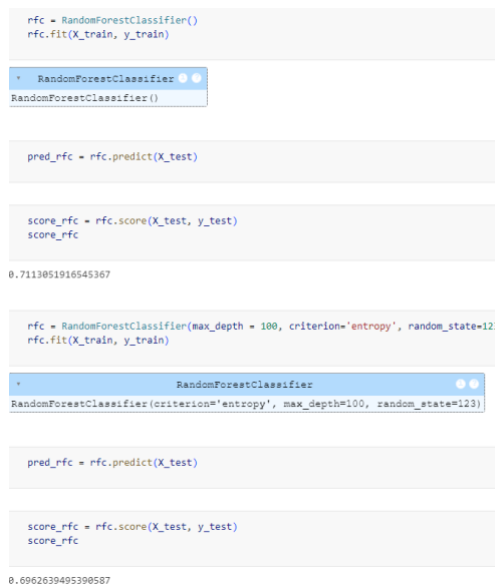 rfc = RandomForestClassifier()
rfc.fit(X_train, y_train)
RandomForestClassifier
RandomForestClassifier()
pred_rfc = rfc.predict(X_test)
score_rfc = rfc.score(X_test, y_test)
score_rfc
0.7113051916545367
rfc = RandomForestClassifier(max_depth = 100, criterion='entropy', random_state=12
rfc.fit(X_train, y_train)
RandomForestClassifier
RandomForestClassifier(criterion='entropy', max_depth=100, random_state=123)
pred_rfc = rfc.predict(X_test)
score_rfc = rfc.score(X_test, y_test)
score_rfc
0.6962639495390587